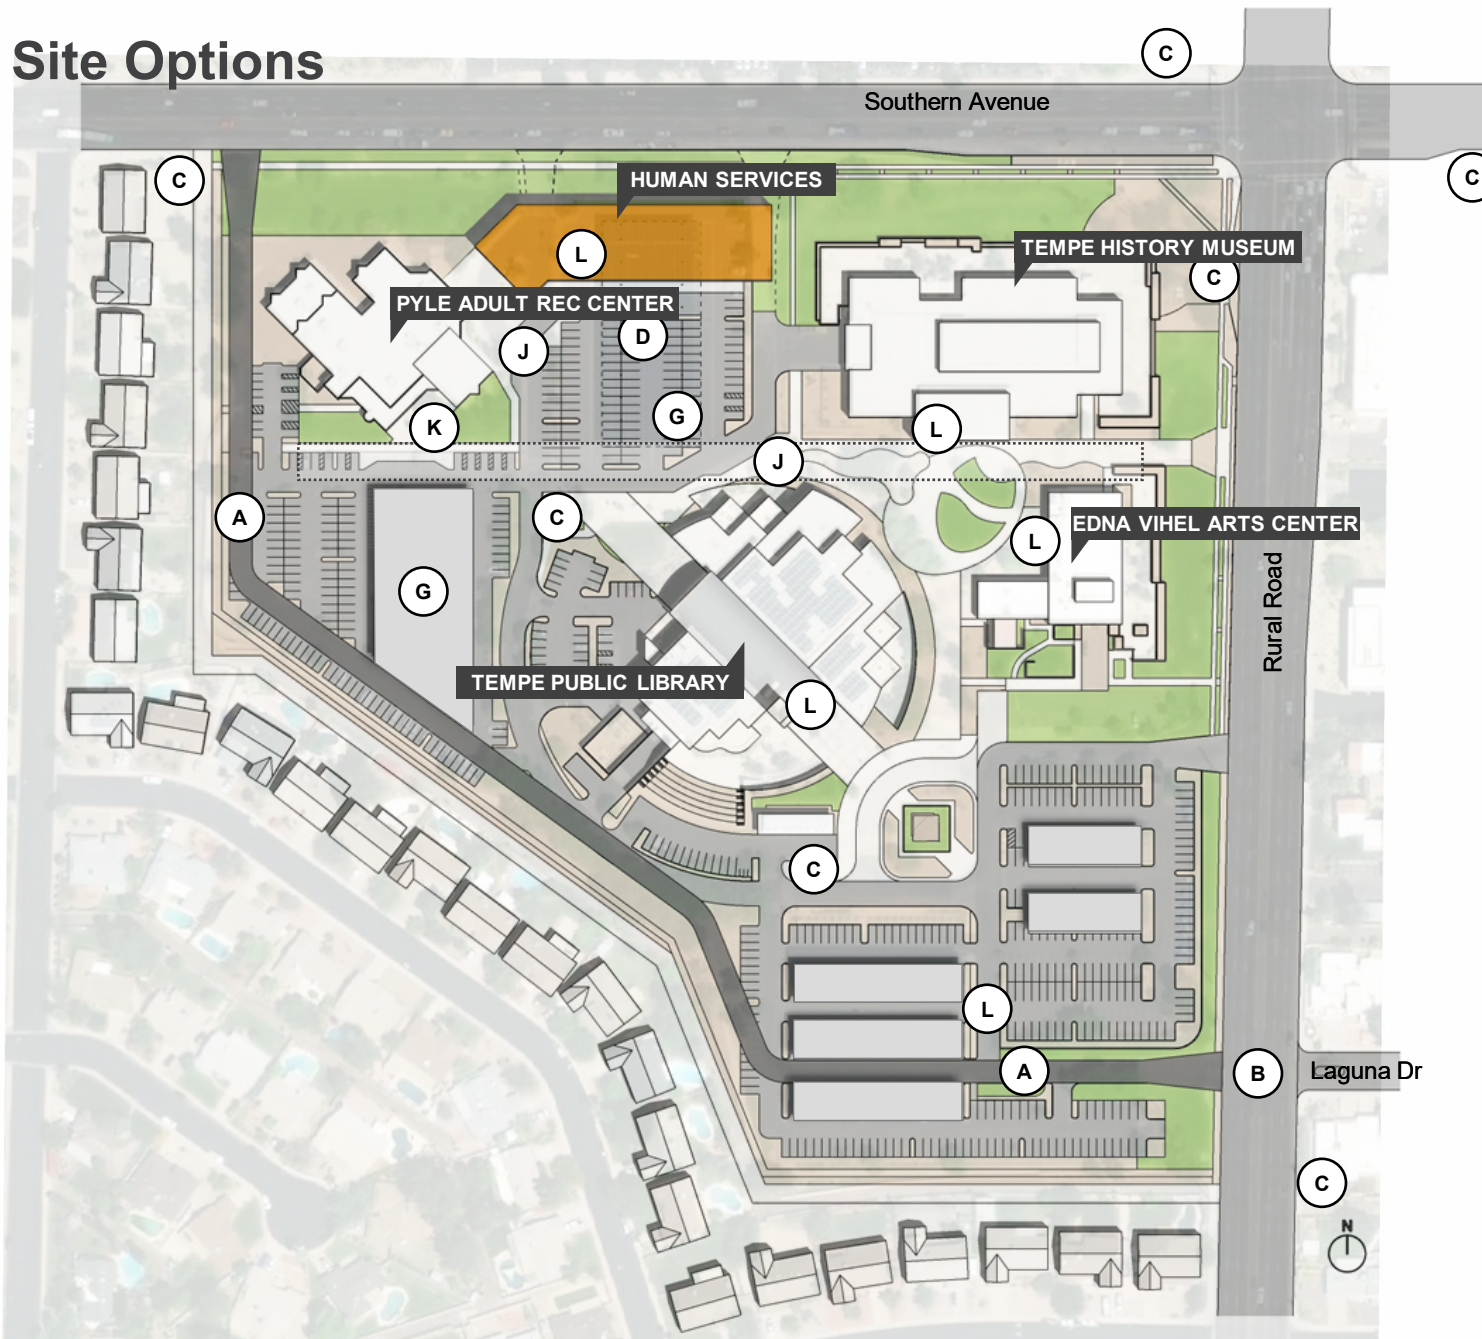 Site Options
C
Southern Avenue
C
C
HUMAN SERVICES
L
TEMPE HISTORY MUSEUM
C
PYLE ADULT REC CENTER
J
D
G
K
L
J
A
C
L
EDNA VIHEL ARTS CENTER
G
Rural Road
TEMPE PUBLIC LIBRARY
L
C
L
A
B
Laguna Dr
C
N